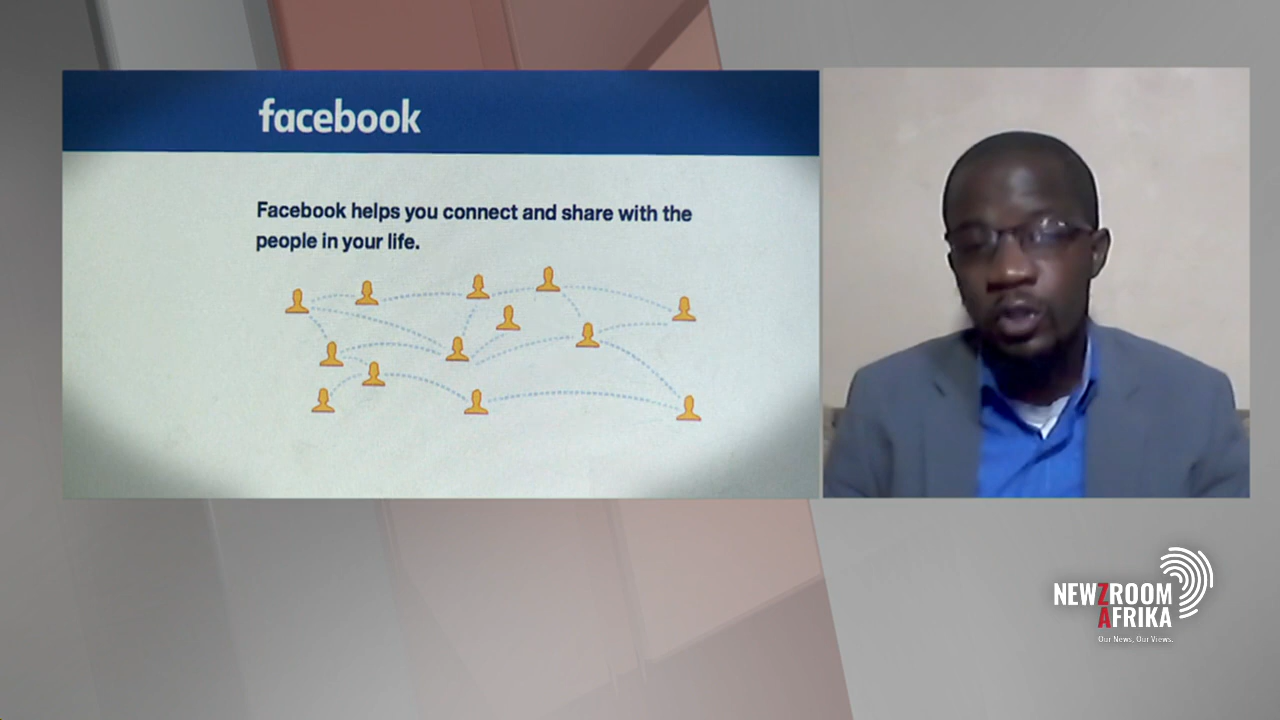 facebook
Facebook helps you connect and share with the
people in your life.
NEWZROOM
AFRIKA
Our News, Our Views.